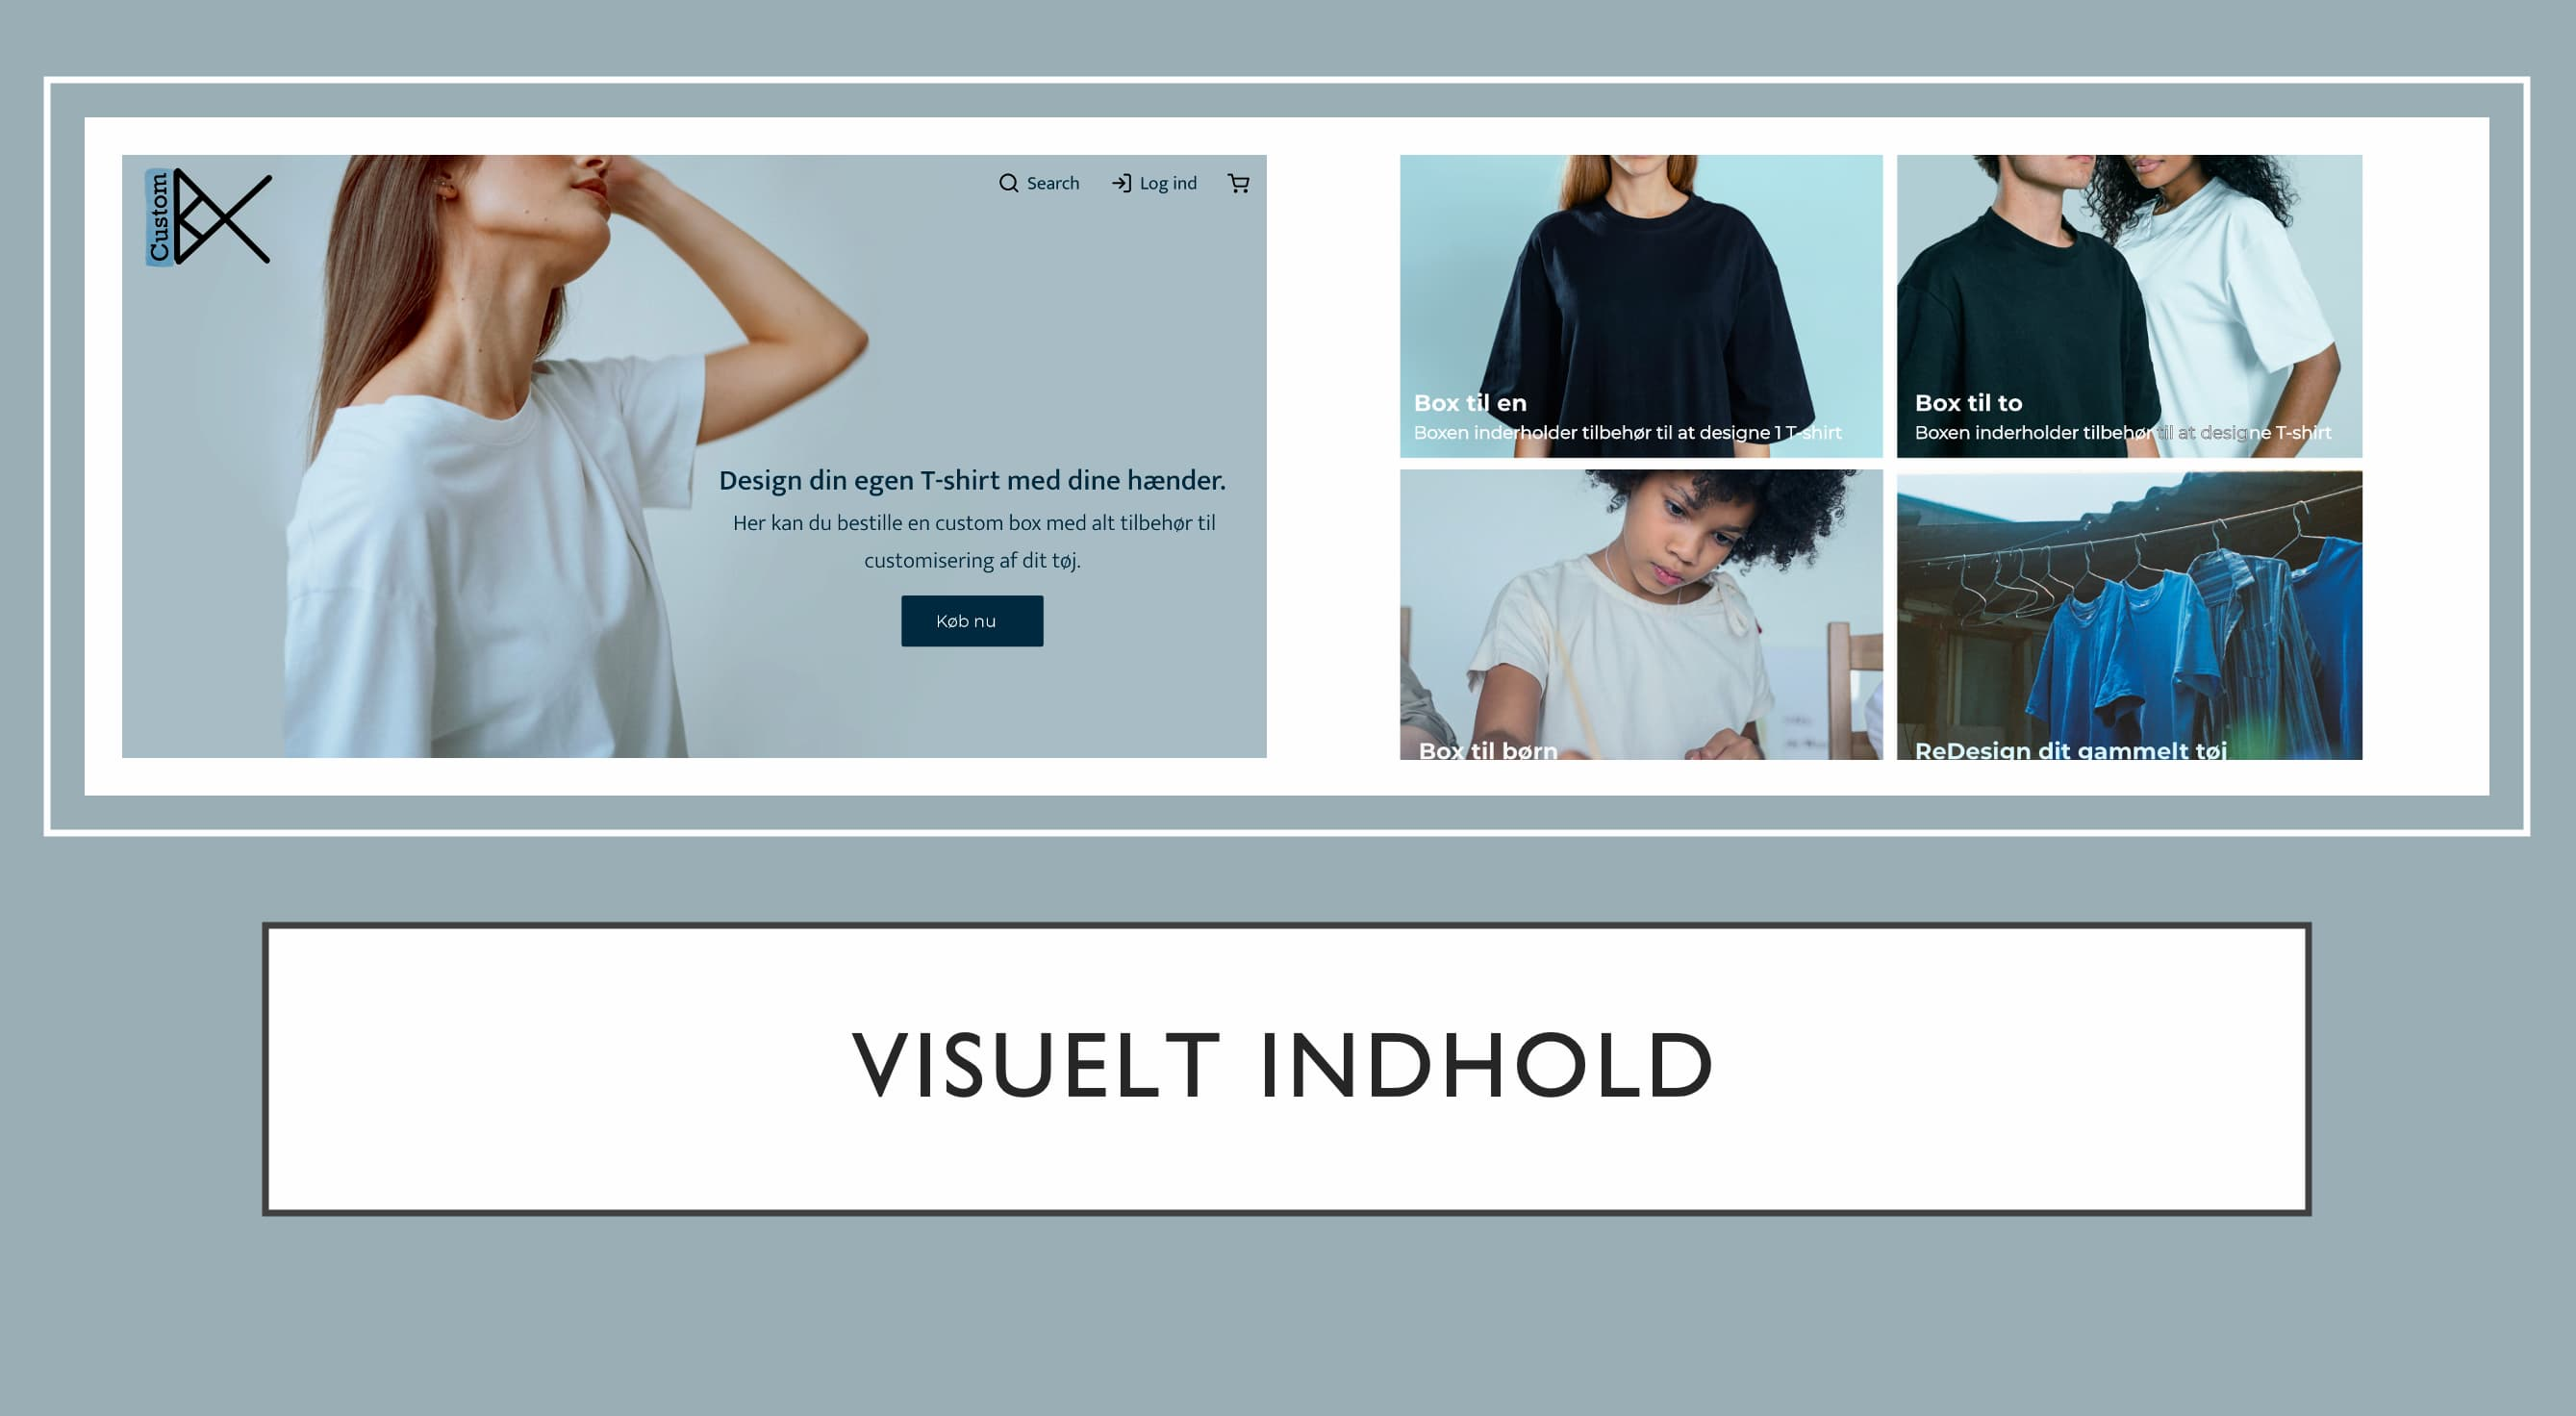 Custom
Search
Log ind
Design din egen T-shirt med dine hænder.
Her kan du bestille en custom box med alt tilbehør til
customisering af dit tøj.
Køb nu
Box til en
Boxen inderholder tilbehør til at designe 1 T-shirt
Box til to
Boxen inderholder tilbehør til at designe T-shirt
Box til børn
ReDesign dit gammelt tøj
VISUELT INDHOLD